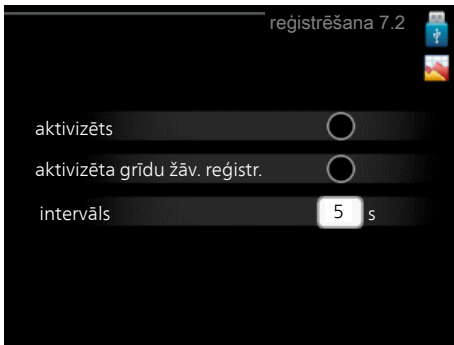 reģistrēšana 7.2
aktivizēts
aktivizēta grīdu žāv. reģistr.
intervāls 5 s